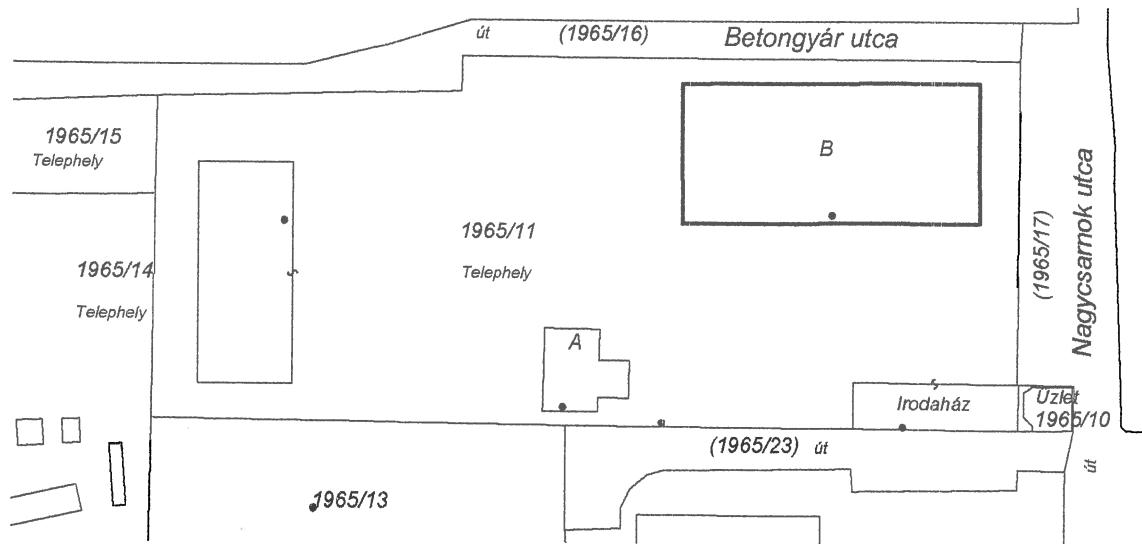 út (1965/16) Betongyár utca
1965/15
Telephely
B
1965/11
Telephely
1965/14
Telephely
(1965/17)
Nagycsarnok utca
A
Irodaház
Üzlet
1965/10
(1965/23) út
út
1965/13